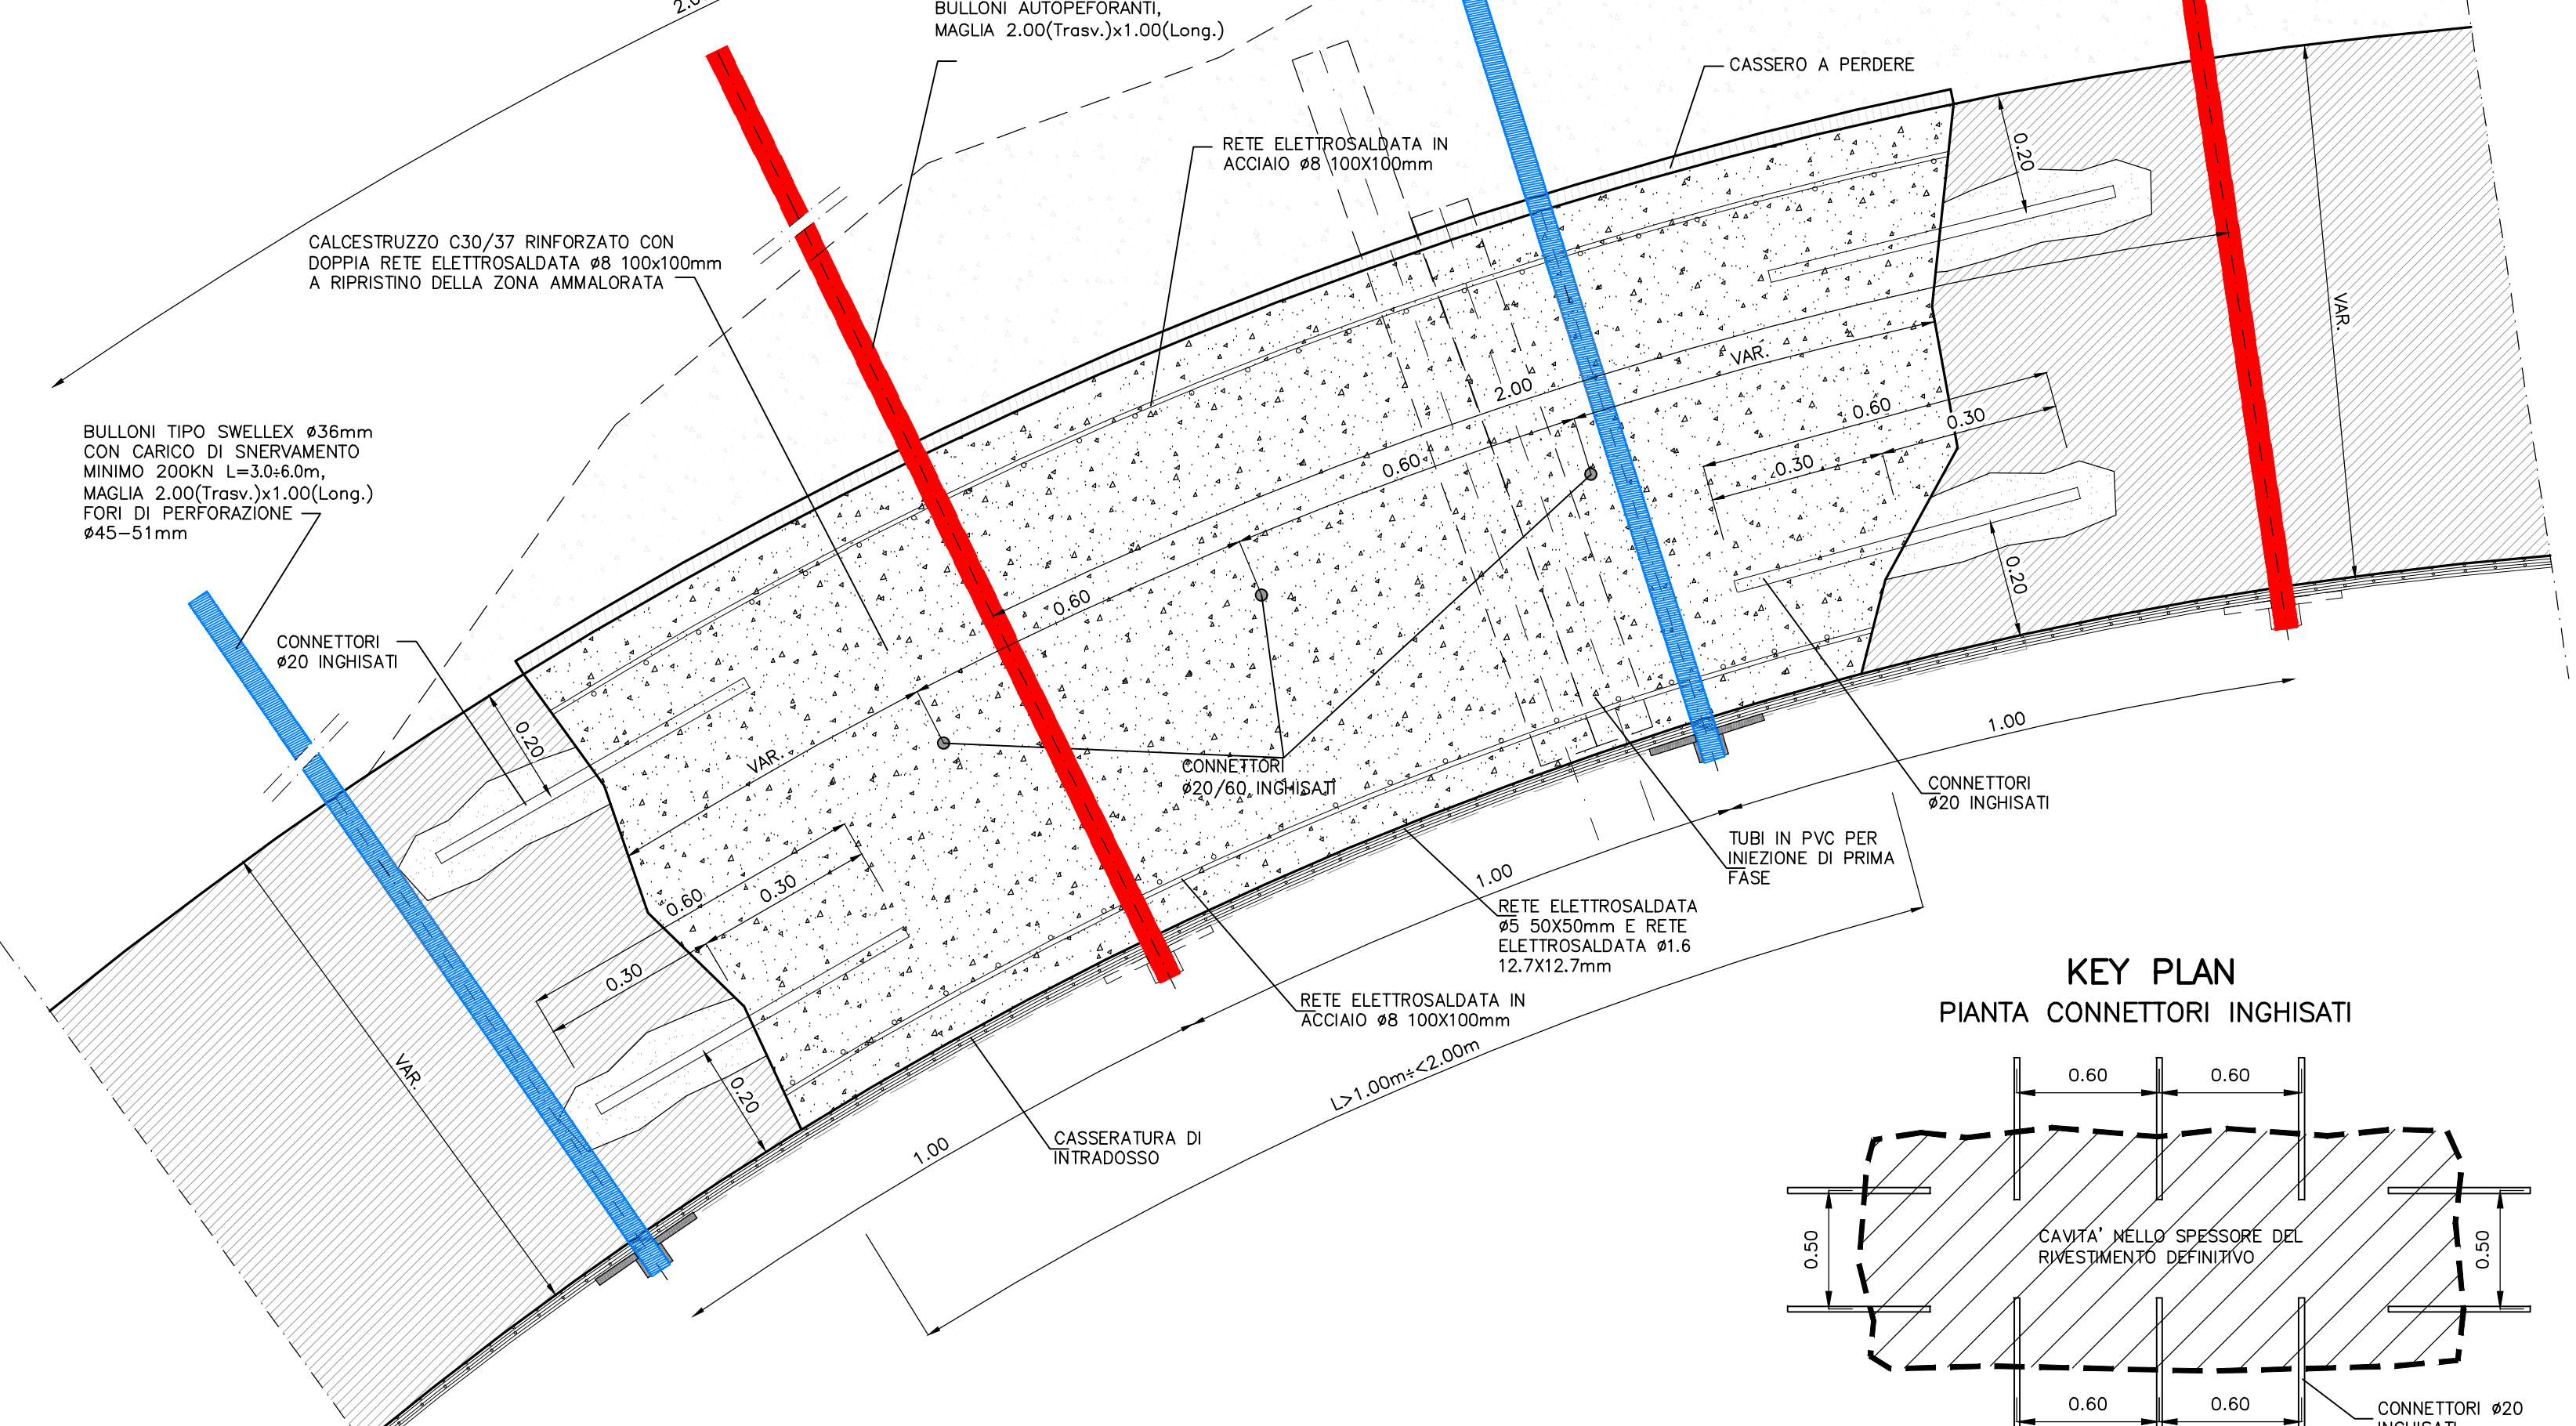 2.0
BULLONI AUTOPEFORANTI,
MAGLIA 2.00(Trasv.)x1.00(Long.)
CASSERO A PERDERE
RETE ELETTROSALDATA IN
ACCIAIO ø8 100X100mm
0.20
CALCESTRUZZO C30/37 RINFORZATO CON
DOPPIA RETE ELETTROSALDATA ø8 100x100mm
A RIPRISTINO DELLA ZONA AMMALORATA
VAR.
VAR.
2.00
0.60
0.30
0.60
0.30
BULLONI TIPO SWELLEX ø36mm
CON CARICO DI SNERVAMENTO
MINIMO 200KN L=3.0÷6.0m,
MAGLIA 2.00(Trasv.)x1.00(Long.)
FORI DI PERFORAZIONE
ø45-51mm
0.20
0.60
CONNETTORI
ø20 INGHISATI
0.20
VAR.
1.00
CONNETTORI
ø20/60 INGHISATI
CONNETTORI
ø20 INGHISATI
TUBI IN PVC PER
INIEZIONE DI PRIMA
FASE
0.60
0.30
1.00
0.30
RETE ELETTROSALDATA
ø5 50X50mm E RETE
ELETTROSALDATA ø1.6
12.7X12.7mm
RETE ELETTROSALDATA IN
ACCIAIO ø8 100X100mm
VAR.
0.20
L>1.00m÷<2.00m
1.00
CASSERATURA DI
INTRADOSSO
KEY PLAN
PIANTA CONNETTORI INGHISATI
0.60
0.60
0.50
CAVITA' NELLO SPESSORE DEL
RIVESTIMENTO DEFINITIVO
0.50
0.60
0.60
CONNETTORI ø20
INGHISATI